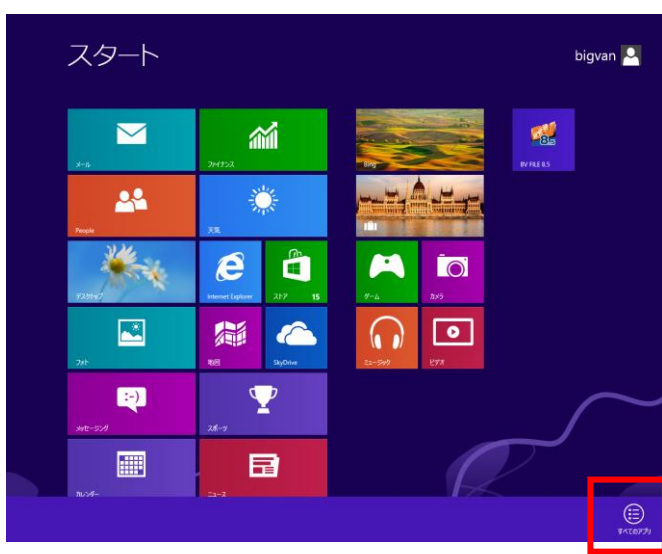 スタート
bigvan
メール
ファイナンス
Bing
BV FILE 8.5
People
天気
デスクトップ
Internet Explorer
ストア
15
ゲーム
カメラ
フォト
地図
SkyDrive
ミュージック
ビデオ
メッセージング
スポーツ
カレンダー
ニュース
すべてのアプリ